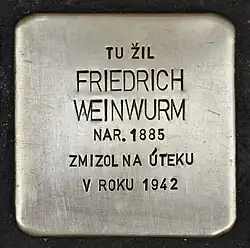 TU ŽIL
FRIEDRICH
WEINWURM
NAR. 1885
ZMIZOL NA ÚTEKU
V ROKU 1942